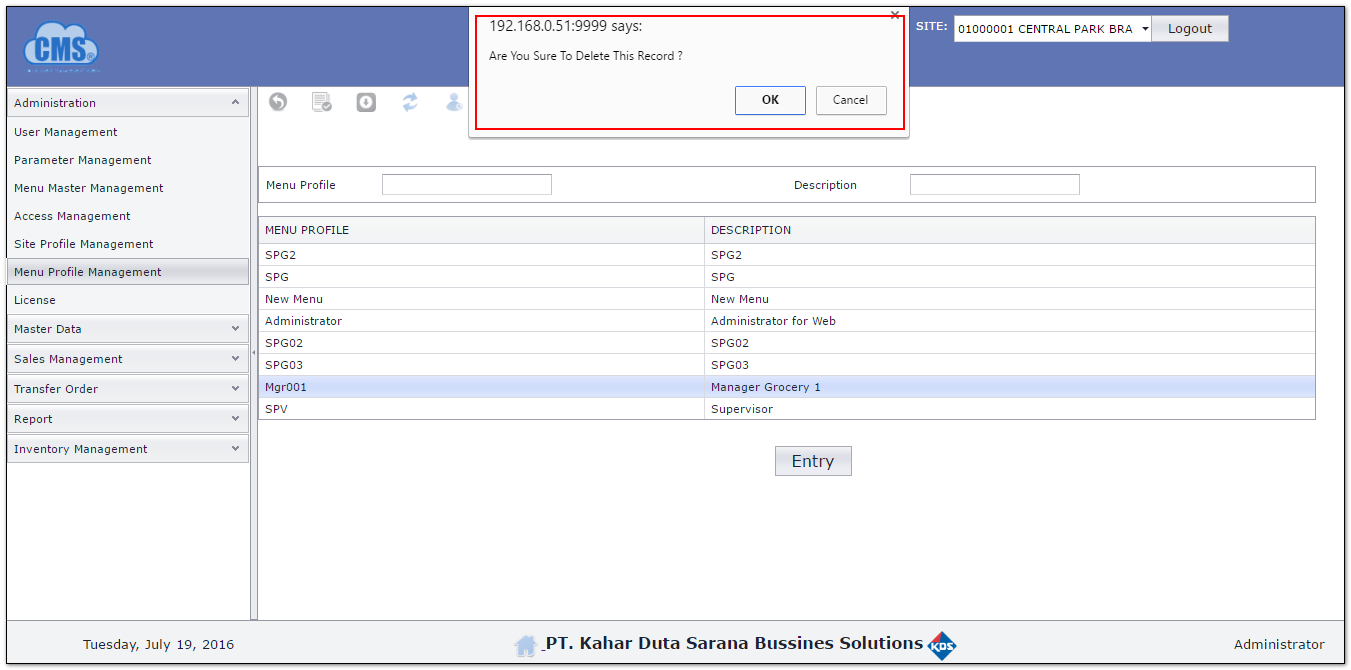 CMS
192.168.0.51:9999 says:
Are You Sure To Delete This Record ?
OK Cancel
SITE: 01000001 CENTRAL PARK BRA Logout
Administration
User Management
Parameter Management
Menu Master Management
Access Management
Site Profile Management
Menu Profile Management
License
Master Data
Sales Management
Transfer Order
Report
Inventory Management
Menu Profile Description
MENU PROFILE DESCRIPTION
SPG2 SPG2
SPG SPG
New Menu New Menu
Administrator Administrator for Web
SPG02 SPG02
SPG03 SPG03
Mgr001 Manager Grocery 1
SPV Supervisor
Entry
Tuesday, July 19, 2016 PT. Kahar Duta Sarana Bussines Solutions KDS Administrator